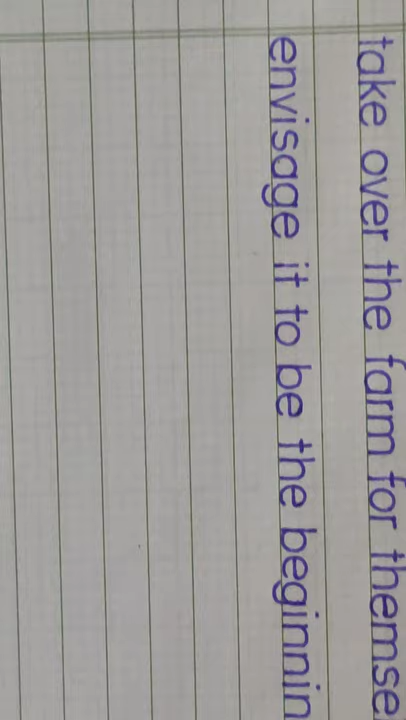 take over the farm for themse
envisage it to be the beginnin